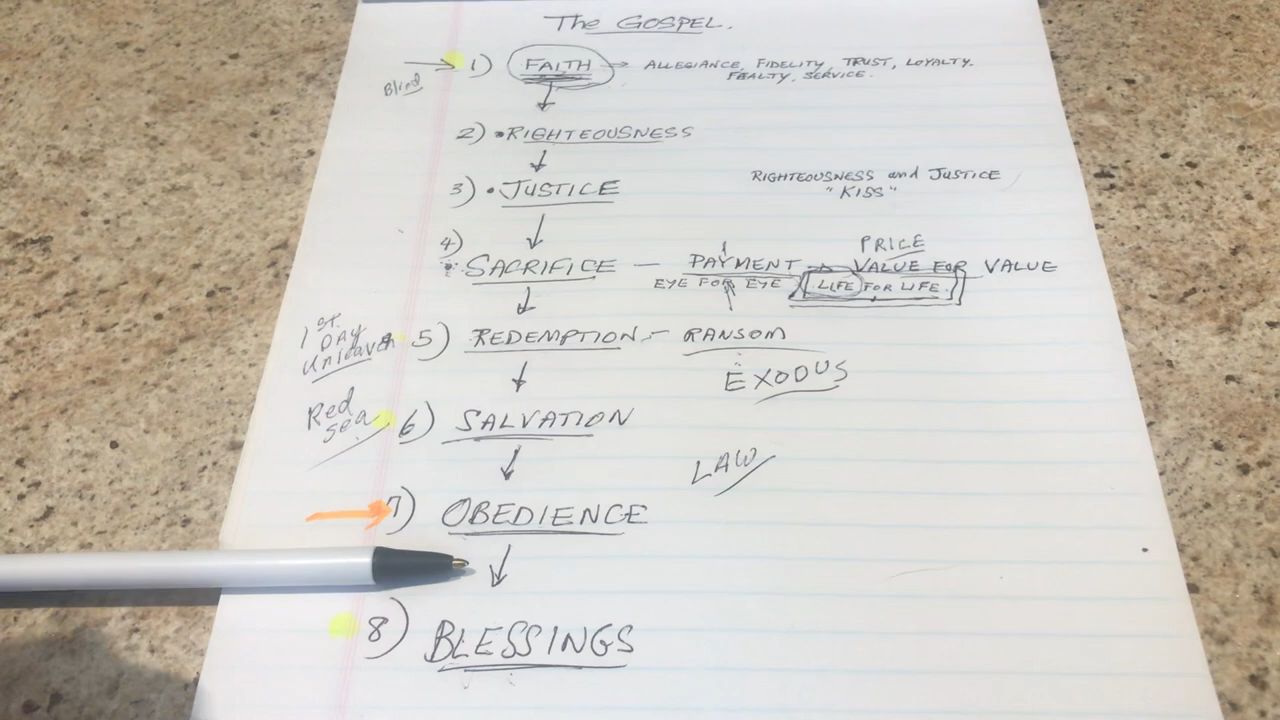 The GOSPEL.
1) FAITH → ALLEGIANCE, FIDELITY, TRUST, LOYALTY.
FEALTY, SERVICE.
Blind
2) • RIGHTEOUSNESS
3) • JUSTICE
RIGHTEOUSNESS and JUSTICE
"KISS"
4)
PRICE
SACRIFICE — PAYMENT → VALUE FOR VALUE
EYE FOR EYE LIFE FOR LIFE.
1st.
DAY
Unleaven
5) REDEMPTION — RANSOM
EXODUS
Red
Sea
6) SALVATION
LAW
7) OBEDIENCE
8) BLESSINGS